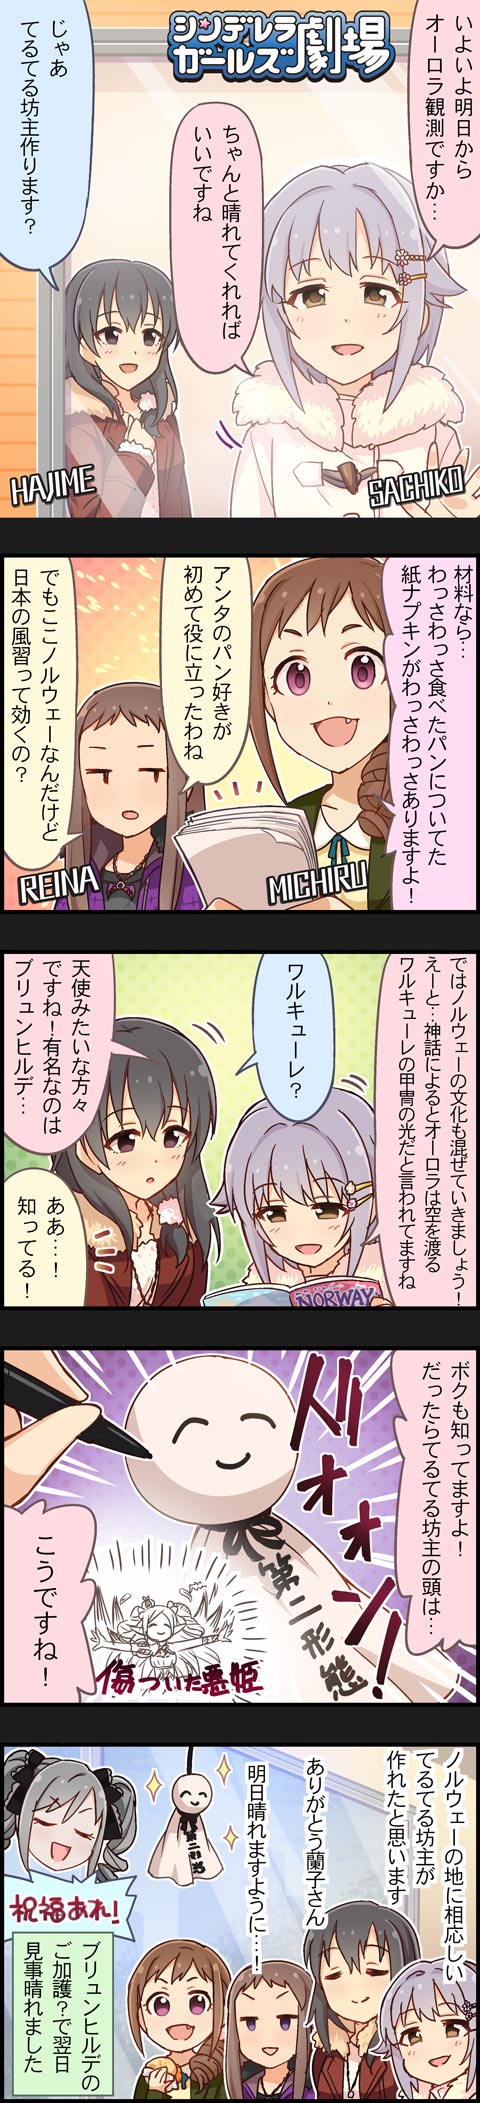 シンデレラ
ガールズ劇場
いよいよ明日から
オーロラ観測ですか…
ちゃんと晴れてくれれば
いいですね
じゃあ
てるてる坊主作ります?
HAJIME
SACHIKO
材料なら…
わっさわっさ食べたパンについてた
紙ナプキンがわっさわっさありますよ!
アンタのパン好きが
初めて役に立ったわね
でもここノルウェーなんだけど
日本の風習って効くの?
REINA
MICHIRU
ではノルウェーの文化も混ぜていきましょう!
えーと…神話によるとオーロラは空を渡る
ワルキューレの甲冑の光だと言われてますね
ワルキューレ?
天使みたいな方々
ですね!有名なのは
ブリュンヒルデ…
ああ…!
知ってる!
NORWAY
ボクも知ってますよ!
だったらてるてる坊主の頭は…
ババァァン!
第二形態
傷ついた悪姫
こうですね!
ノルウェーの地に相応しい
てるてる坊主が
作れたと思います
ありがとう蘭子さん
明日晴れますように…!
第二形態
祝福あれ!
ブリュンヒルデの
ご加護?で翌日
見事晴れました